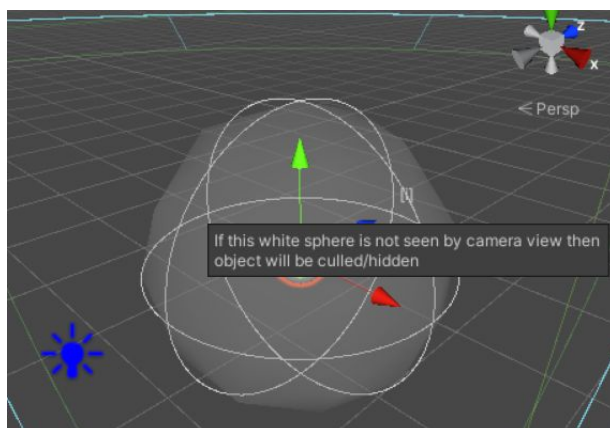 z
x
Persp
[i]
If this white sphere is not seen by camera view then
object will be culled/hidden